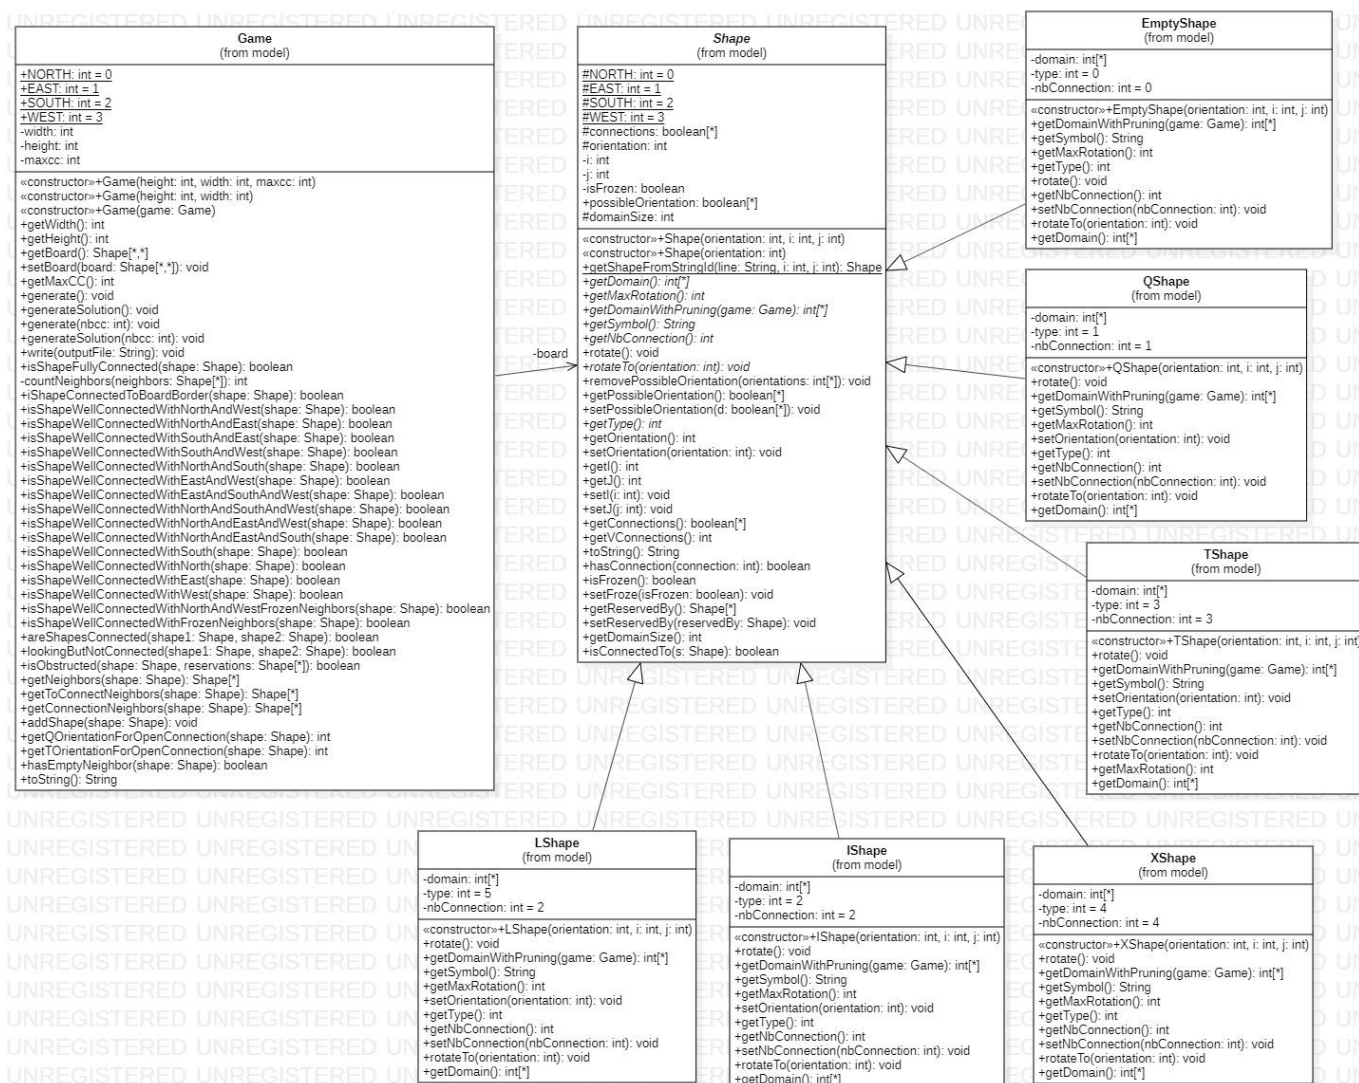 Game
(from model)
+NORTH: int = 0
+EAST: int = 1
+SOUTH: int = 2
+WEST: int = 3
-width: int
-height: int
-maxcc: int
«constructor»+Game(height: int, width: int, maxcc: int)
«constructor»+Game(height: int, width: int)
«constructor»+Game(game: Game)
+getWidth(): int
+getHeight(): int
+getBoard(): Shape[*,*]
+setBoard(board: Shape[*,*]): void
+getMaxCC(): int
+generate(): void
+generateSolution(): void
+generate(nbcc: int): void
+generateSolution(nbcc: int): void
+write(outputFile: String): void
+isShapeFullyConnected(shape: Shape): boolean
-countNeighbors(neighbors: Shape[*]): int
+iShapeConnectedToBoardBorder(shape: Shape): boolean
+isShapeWellConnectedWithNorthAndWest(shape: Shape): boolean
+isShapeWellConnectedWithNorthAndEast(shape: Shape): boolean
+isShapeWellConnectedWithSouthAndEast(shape: Shape): boolean
+isShapeWellConnectedWithSouthAndWest(shape: Shape): boolean
+isShapeWellConnectedWithNorthAndSouth(shape: Shape): boolean
+isShapeWellConnectedWithEastAndWest(shape: Shape): boolean
+isShapeWellConnectedWithEastAndSouthAndWest(shape: Shape): boolean
+isShapeWellConnectedWithNorthAndSouthAndWest(shape: Shape): boolean
+isShapeWellConnectedWithNorthAndEastAndWest(shape: Shape): boolean
+isShapeWellConnectedWithNorthAndEastAndSouth(shape: Shape): boolean
+isShapeWellConnectedWithSouth(shape: Shape): boolean
+isShapeWellConnectedWithNorth(shape: Shape): boolean
+isShapeWellConnectedWithEast(shape: Shape): boolean
+isShapeWellConnectedWithWest(shape: Shape): boolean
+isShapeWellConnectedWithNorthAndWestFrozenNeighbors(shape: Shape): boolean
+isShapeWellConnectedWithFrozenNeighbors(shape: Shape): boolean
+areShapesConnected(shape1: Shape, shape2: Shape): boolean
+lookingButNotConnected(shape1: Shape, shape2: Shape): boolean
+isObstructed(shape: Shape, reservations: Shape[*]): boolean
+getNeighbors(shape: Shape): Shape[*]
+getToConnectNeighbors(shape: Shape): Shape[*]
+getConnectionNeighbors(shape: Shape): Shape[*]
+addShape(shape: Shape): void
+getQOrientationForOpenConnection(shape: Shape): int
+getTOrientationForOpenConnection(shape: Shape): int
+hasEmptyNeighbor(shape: Shape): boolean
+toString(): String
-board
Shape
(from model)
#NORTH: int = 0
#EAST: int = 1
#SOUTH: int = 2
#WEST: int = 3
#connections: boolean[*]
#orientation: int
-i: int
-j: int
-isFrozen: boolean
+possibleOrientation: boolean[*]
#domainSize: int
«constructor»+Shape(orientation: int, i: int, j: int)
«constructor»+Shape(orientation: int)
+getShapeFromStringId(line: String, i: int, j: int): Shape
+getDomain(): int[*]
+getMaxRotation(): int
+getDomainWithPruning(game: Game): int[*]
+getSymbol(): String
+getNbConnection(): int
+rotate(): void
+rotateTo(orientation: int): void
+removePossibleOrientation(orientations: int[*]): void
+getPossibleOrientation(): boolean[*]
+setPossibleOrientation(d: boolean[*]): void
+getType(): int
+getOrientation(): int
+setOrientation(orientation: int): void
+getI(): int
+getJ(): int
+setI(i: int): void
+setJ(j: int): void
+getConnections(): boolean[*]
+getVConnections(): int
+toString(): String
+hasConnection(connection: int): boolean
+isFrozen(): boolean
+setFroze(isFrozen: boolean): void
+getReservedBy(): Shape[*]
+setReservedBy(reservedBy: Shape): void
+getDomainSize(): int
+isConnectedTo(s: Shape): boolean
EmptyShape
(from model)
-domain: int[*]
-type: int = 0
-nbConnection: int = 0
«constructor»+EmptyShape(orientation: int, i: int, j: int)
+getDomainWithPruning(game: Game): int[*]
+getSymbol(): String
+getMaxRotation(): int
+getType(): int
+rotate(): void
+getNbConnection(): int
+setNbConnection(nbConnection: int): void
+rotateTo(orientation: int): void
+getDomain(): int[*]
QShape
(from model)
-domain: int[*]
-type: int = 1
-nbConnection: int = 1
«constructor»+QShape(orientation: int, i: int, j: int)
+rotate(): void
+getDomainWithPruning(game: Game): int[*]
+getSymbol(): String
+getMaxRotation(): int
+setOrientation(orientation: int): void
+getType(): int
+getNbConnection(): int
+setNbConnection(nbConnection: int): void
+rotateTo(orientation: int): void
+getDomain(): int[*]
TShape
(from model)
-domain: int[*]
-type: int = 3
-nbConnection: int = 3
«constructor»+TShape(orientation: int, i: int, j: int)
+rotate(): void
+getDomainWithPruning(game: Game): int[*]
+getSymbol(): String
+setOrientation(orientation: int): void
+getType(): int
+getNbConnection(): int
+setNbConnection(nbConnection: int): void
+rotateTo(orientation: int): void
+getMaxRotation(): int
+getDomain(): int[*]
LShape
(from model)
-domain: int[*]
-type: int = 5
-nbConnection: int = 2
«constructor»+LShape(orientation: int, i: int, j: int)
+rotate(): void
+getDomainWithPruning(game: Game): int[*]
+getSymbol(): String
+getMaxRotation(): int
+setOrientation(orientation: int): void
+getType(): int
+getNbConnection(): int
+setNbConnection(nbConnection: int): void
+rotateTo(orientation: int): void
+getDomain(): int[*]
IShape
(from model)
-domain: int[*]
-type: int = 2
-nbConnection: int = 2
«constructor»+IShape(orientation: int, i: int, j: int)
+rotate(): void
+getDomainWithPruning(game: Game): int[*]
+getSymbol(): String
+getMaxRotation(): int
+setOrientation(orientation: int): void
+getType(): int
+getNbConnection(): int
+setNbConnection(nbConnection: int): void
+rotateTo(orientation: int): void
+getDomain(): int[*]
XShape
(from model)
-domain: int[*]
-type: int = 4
-nbConnection: int = 4
«constructor»+XShape(orientation: int, i: int, j: int)
+rotate(): void
+getDomainWithPruning(game: Game): int[*]
+getSymbol(): String
+getMaxRotation(): int
+getType(): int
+getNbConnection(): int
+setNbConnection(nbConnection: int): void
+rotateTo(orientation: int): void
+getDomain(): int[*]